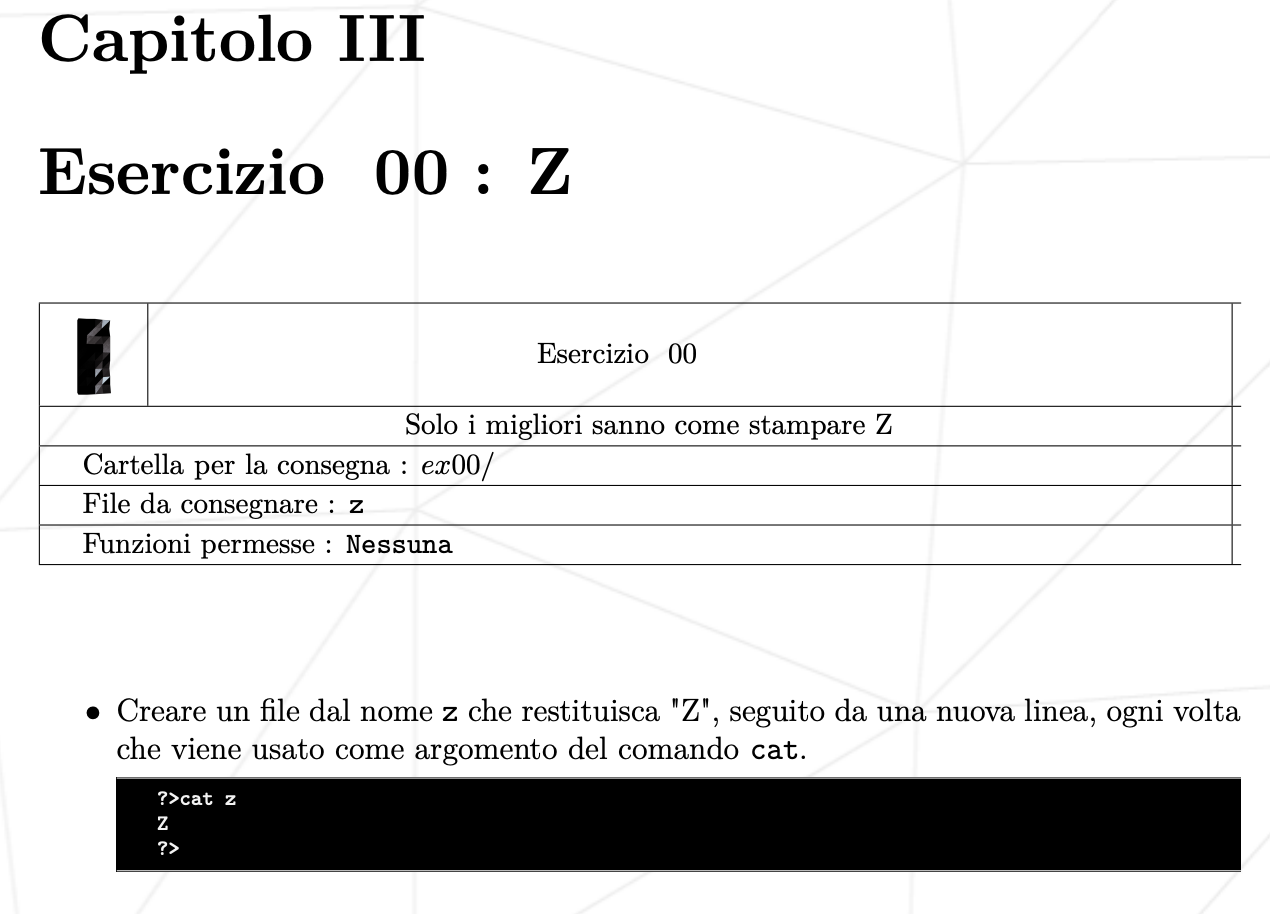 Capitolo III
Esercizio 00 : Z
Esercizio 00
Solo i migliori sanno come stampare Z
Cartella per la consegna : ex00/
File da consegnare : z
Funzioni permesse : Nessuna
• Creare un file dal nome z che restituisca "Z", seguito da una nuova linea, ogni volta
che viene usato come argomento del comando cat.
?>cat z
Z
?>